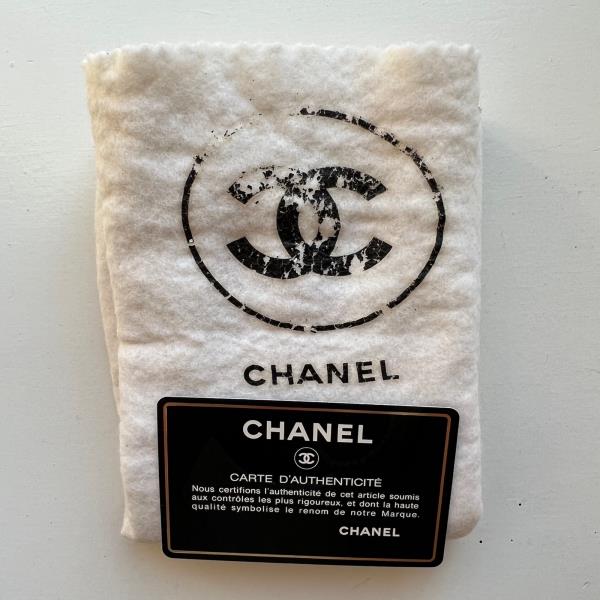 CHANEL
CHANEL
CARTE D'AUTHENTICITÉ
Nous certifions l'authenticité de cet article soumis
aux contrôles les plus rigoureux, et dont la haute
qualité symbolise le renom de notre Marque.
CHANEL